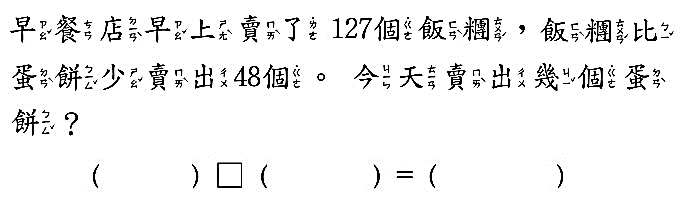 早餐店早上賣了127個飯糰,飯糰比
蛋餅少賣出48個。 今天賣出幾個蛋
餅?
(   )□(   )=(   )